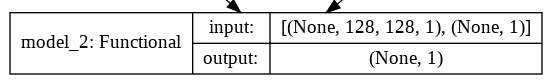 model_2: Functional
input: [(None, 128, 128, 1), (None, 1)]
output: (None, 1)